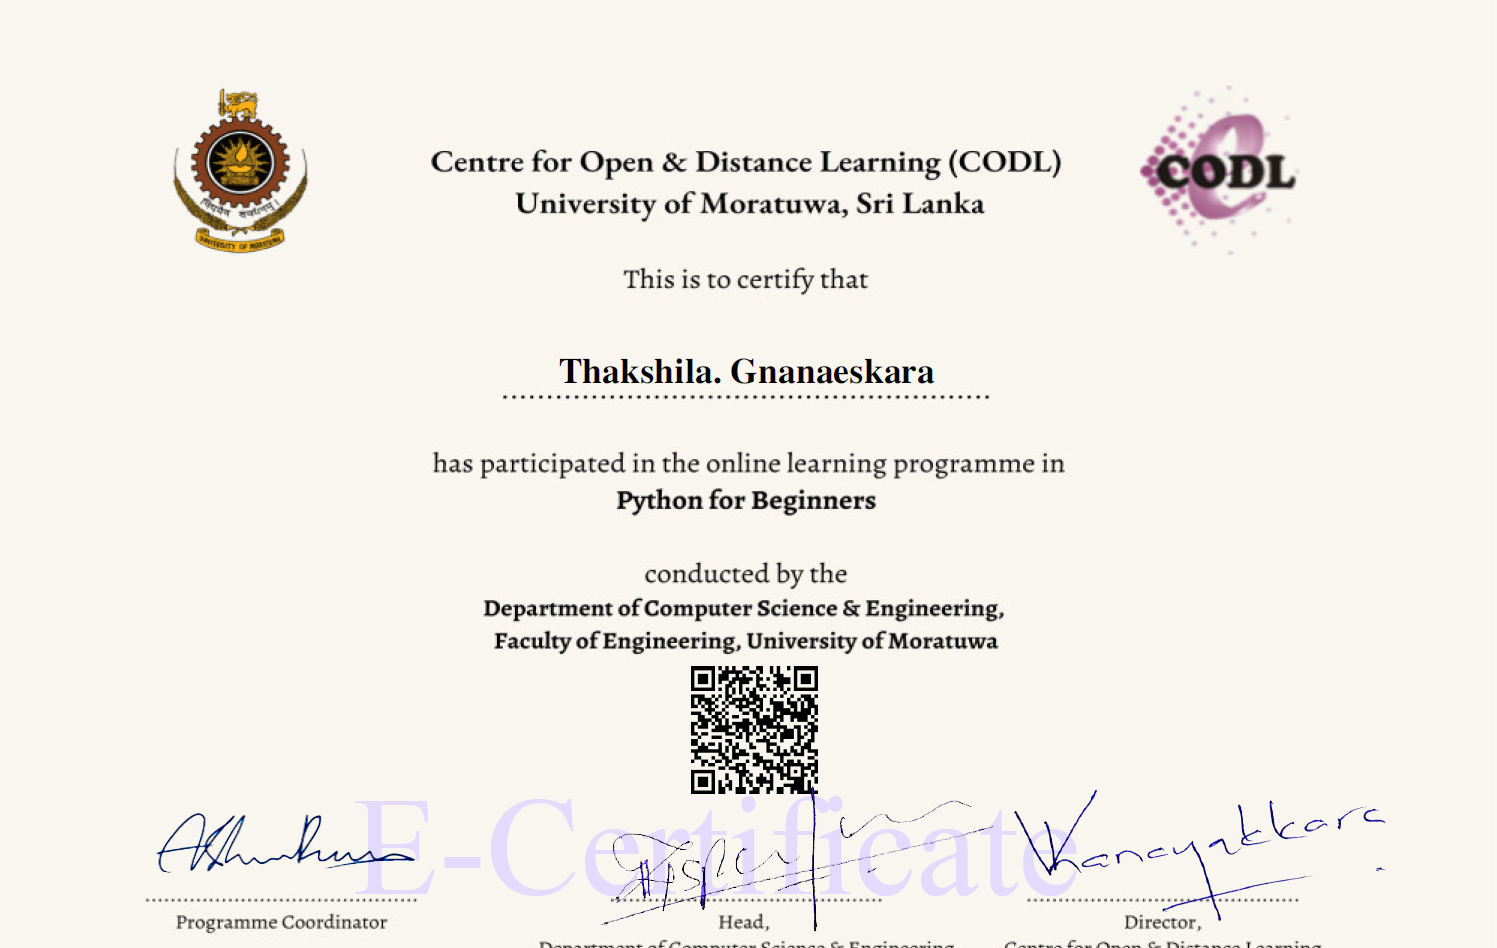 Centre for Open & Distance Learning (CODL)
University of Moratuwa, Sri Lanka
CODL
UNIVERSITY OF MORATUWA
This is to certify that
Thakshila. Gnanaeskara
has participated in the online learning programme in
Python for Beginners
conducted by the
Department of Computer Science & Engineering,
Faculty of Engineering, University of Moratuwa
E-Certificate
Programme Coordinator
Head,
Director,
Department of Computer Science & Engineering
Centre for Open & Distance Learning